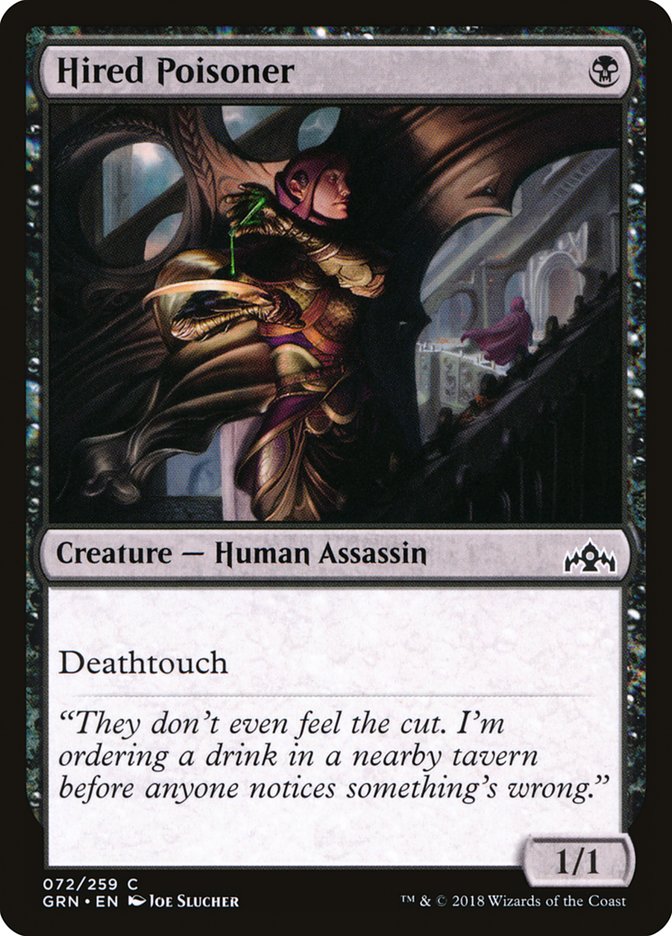 Hired Poisoner
Creature — Human Assassin
Deathtouch
“They don’t even feel the cut. I’m
ordering a drink in a nearby tavern
before anyone notices something’s wrong.”
1/1
072/259 C
GRN • EN Joe Slucher
™ & © 2018 Wizards of the Coast